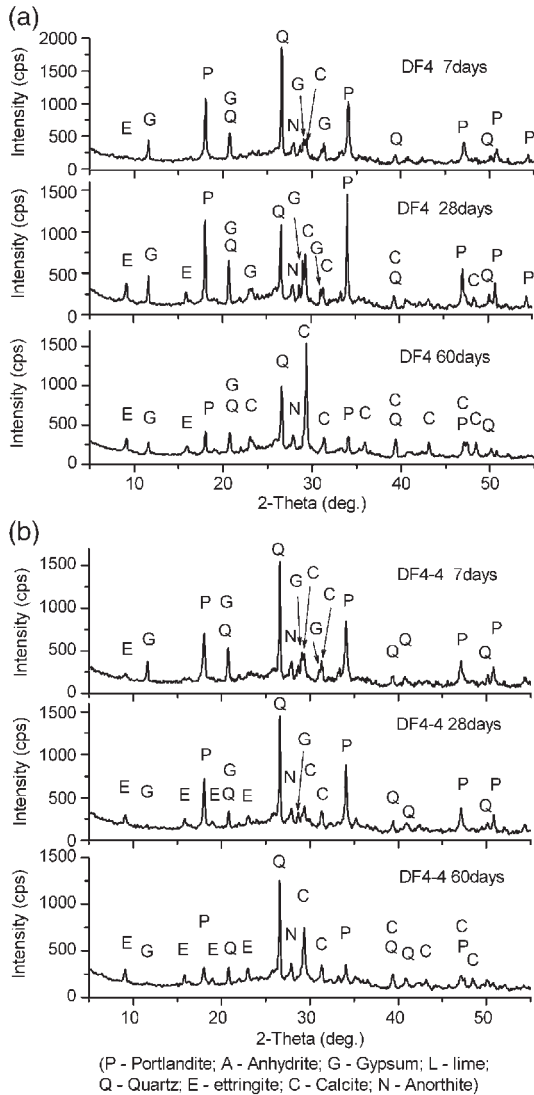 (a)
2000
1500
1000
500
0
Intensity (cps)
DF4 7days
E G P G Q Q N G C G P Q P Q P P
1500
1000
500
0
Intensity (cps)
DF4 28days
E G E P G Q G Q N G C G C P C Q P C Q P P
1500
1000
500
0
Intensity (cps)
DF4 60days
E G E P G Q C Q N C C P C C Q C C P C Q
10 20 30 40 50
2-Theta (deg.)
(b)
1500
1000
500
0
Intensity (cps)
DF4-4 7days
E G P G Q Q N G C G C P Q Q P Q P
1500
1000
500
0
Intensity (cps)
DF4-4 28days
E G E P E G Q E Q N G C C P Q Q P Q P
1500
1000
500
0
Intensity (cps)
DF4-4 60days
E G E P E Q E Q N C C P C Q Q C C P C
10 20 30 40 50
2-Theta (deg.)
(P - Portlandite; A - Anhydrite; G - Gypsum; L - lime;
Q - Quartz; E - ettringite; C - Calcite; N - Anorthite)